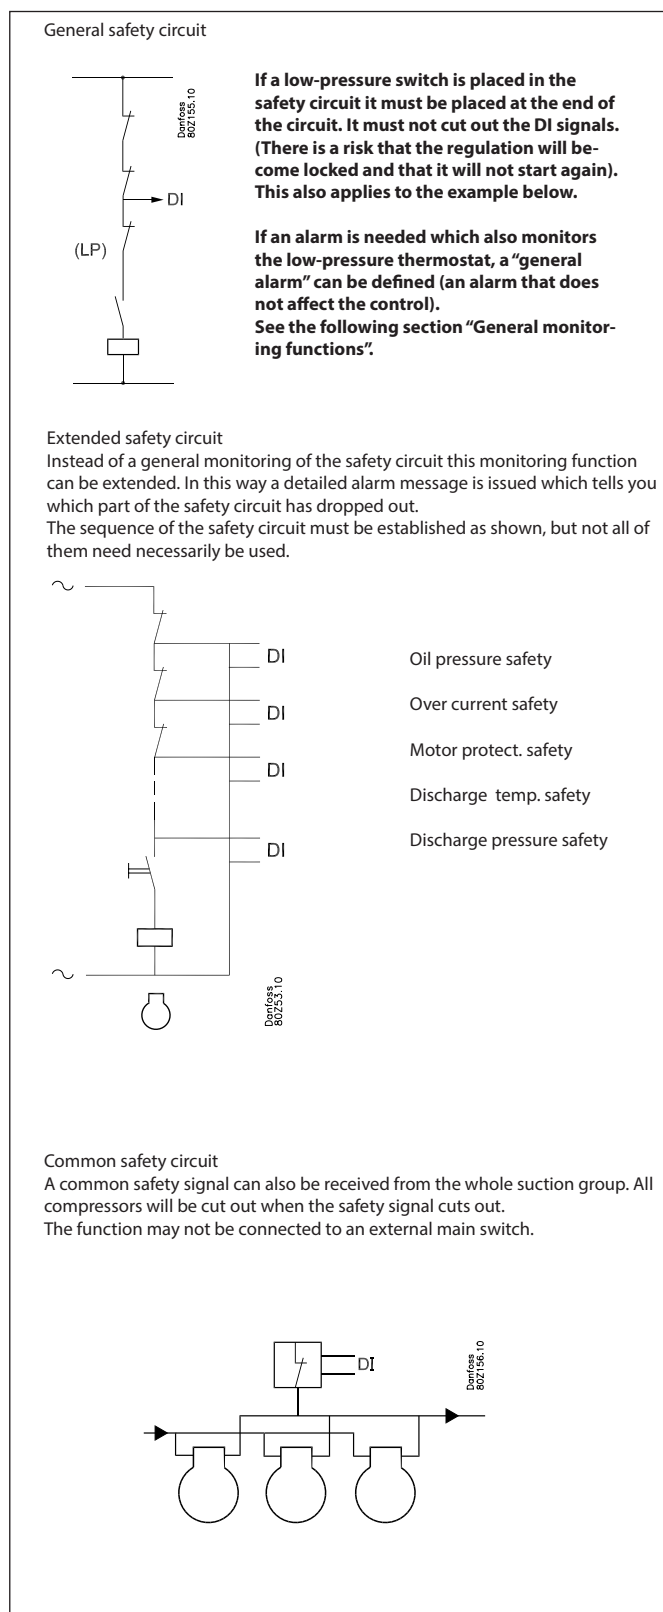 General safety circuit
Danfoss
80Z155.10
DI
(LP)
If a low-pressure switch is placed in the
safety circuit it must be placed at the end of
the circuit. It must not cut out the DI signals.
(There is a risk that the regulation will be-
come locked and that it will not start again).
This also applies to the example below.
If an alarm is needed which also monitors
the low-pressure thermostat, a “general
alarm” can be defined (an alarm that does
not affect the control).
See the following section “General monitor-
ing functions”.
Extended safety circuit
Instead of a general monitoring of the safety circuit this monitoring function
can be extended. In this way a detailed alarm message is issued which tells you
which part of the safety circuit has dropped out.
The sequence of the safety circuit must be established as shown, but not all of
them need necessarily be used.
DI
Oil pressure safety
DI
Over current safety
DI
Motor protect. safety
Discharge temp. safety
DI
Discharge pressure safety
Danfoss
80Z53.10
Common safety circuit
A common safety signal can also be received from the whole suction group. All
compressors will be cut out when the safety signal cuts out.
The function may not be connected to an external main switch.
DI
Danfoss
80Z156.10